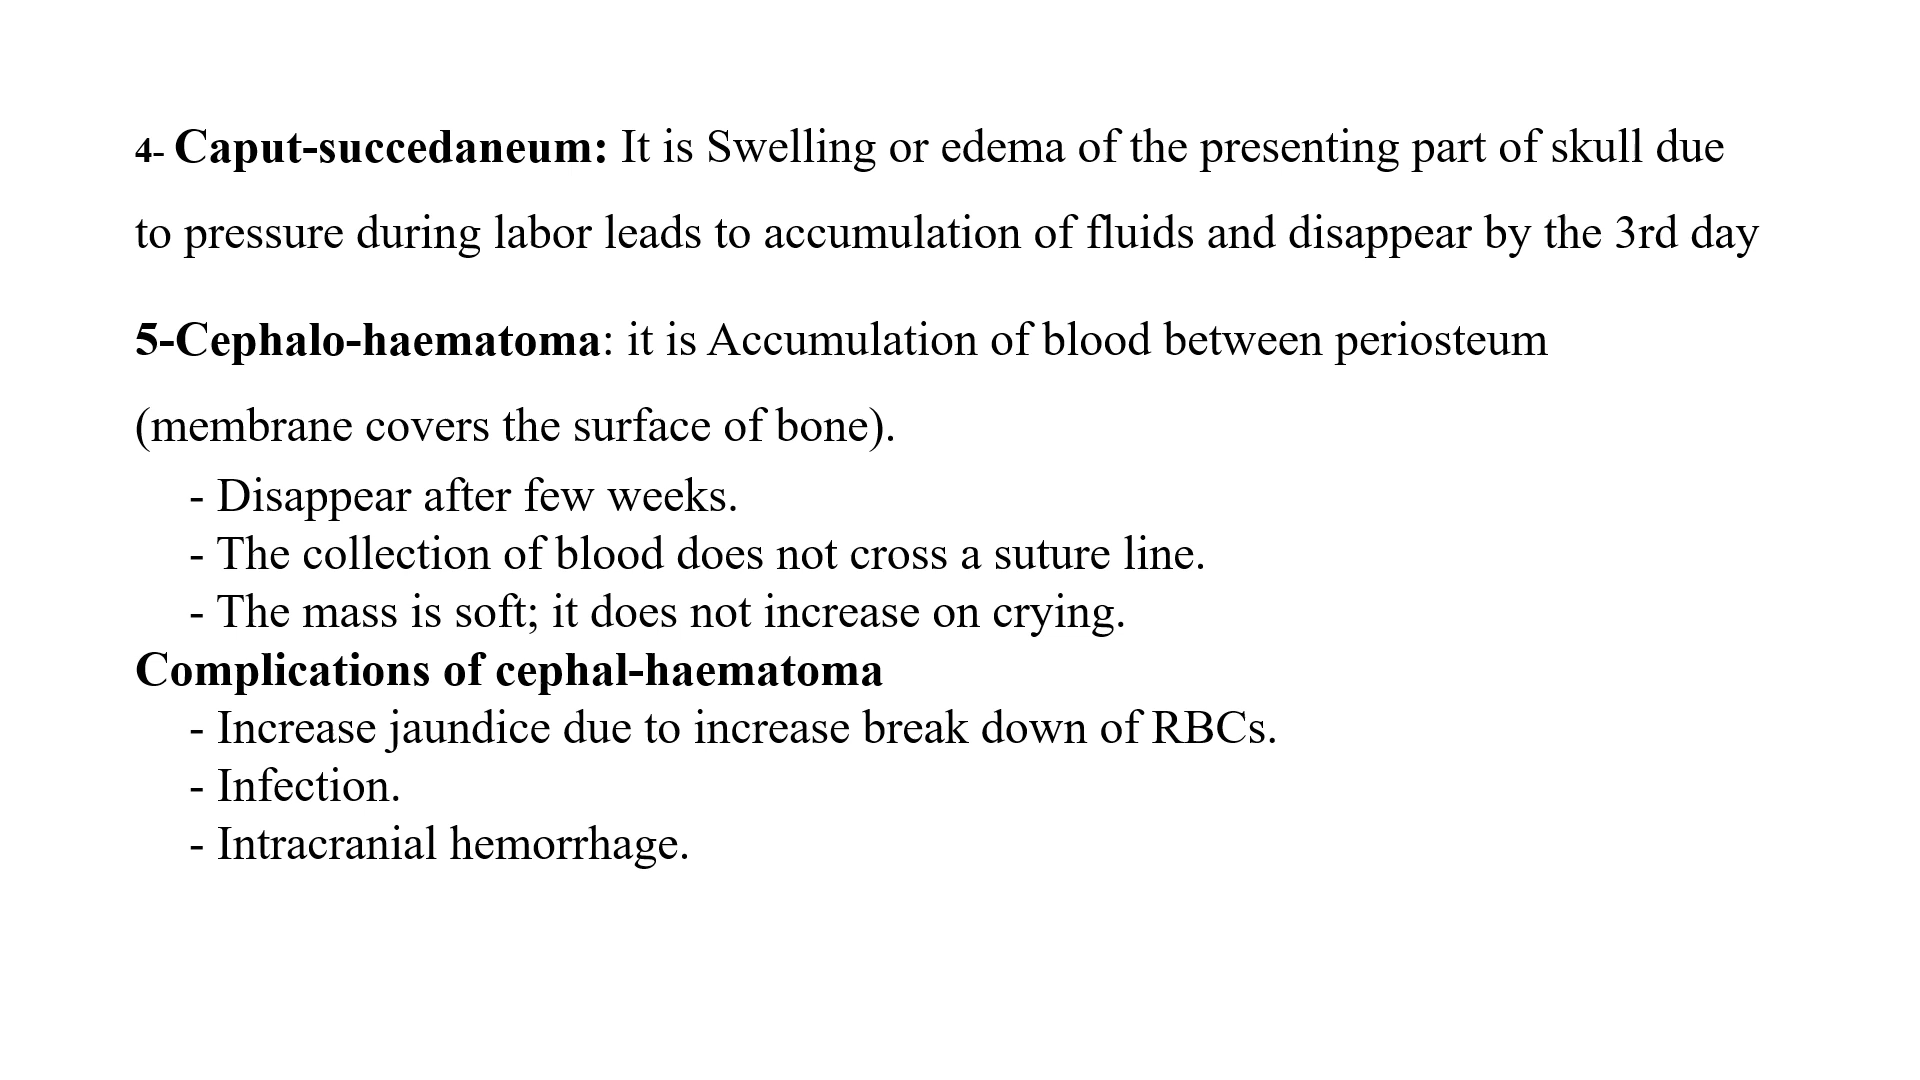 4- Caput-succedaneum: It is Swelling or edema of the presenting part of skull due
to pressure during labor leads to accumulation of fluids and disappear by the 3rd day
5-Cephalo-haematoma: it is Accumulation of blood between periosteum
(membrane covers the surface of bone).
- Disappear after few weeks.
- The collection of blood does not cross a suture line.
- The mass is soft; it does not increase on crying.
Complications of cephal-haematoma
- Increase jaundice due to increase break down of RBCs.
- Infection.
- Intracranial hemorrhage.